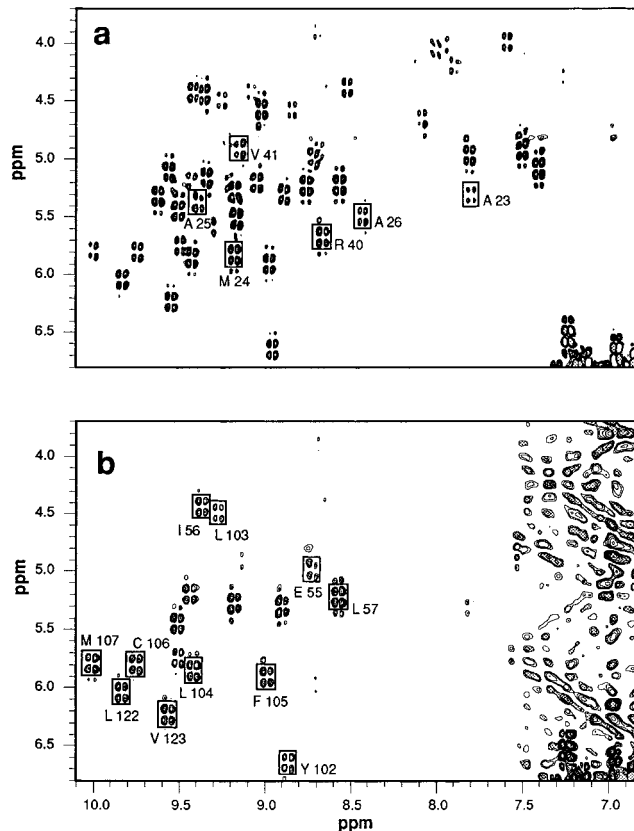 a
4.0
4.5
5.0
5.5
6.0
6.5
ppm
V 41
A 25
A 23
A 26
R 40
M 24
b
4.0
4.5
5.0
5.5
6.0
6.5
ppm
I 56
L 103
E 55
L 57
M 107
C 106
L 104
F 105
L 122
V 123
Y 102
10.0
9.5
9.0
8.5
8.0
7.5
7.0
ppm